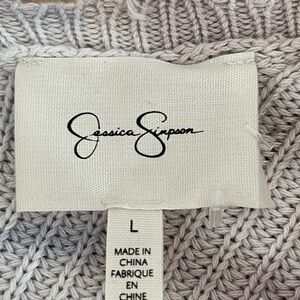 Jessica Simpson
L
MADE IN
CHINA
FABRIQUE
EN
CHINE